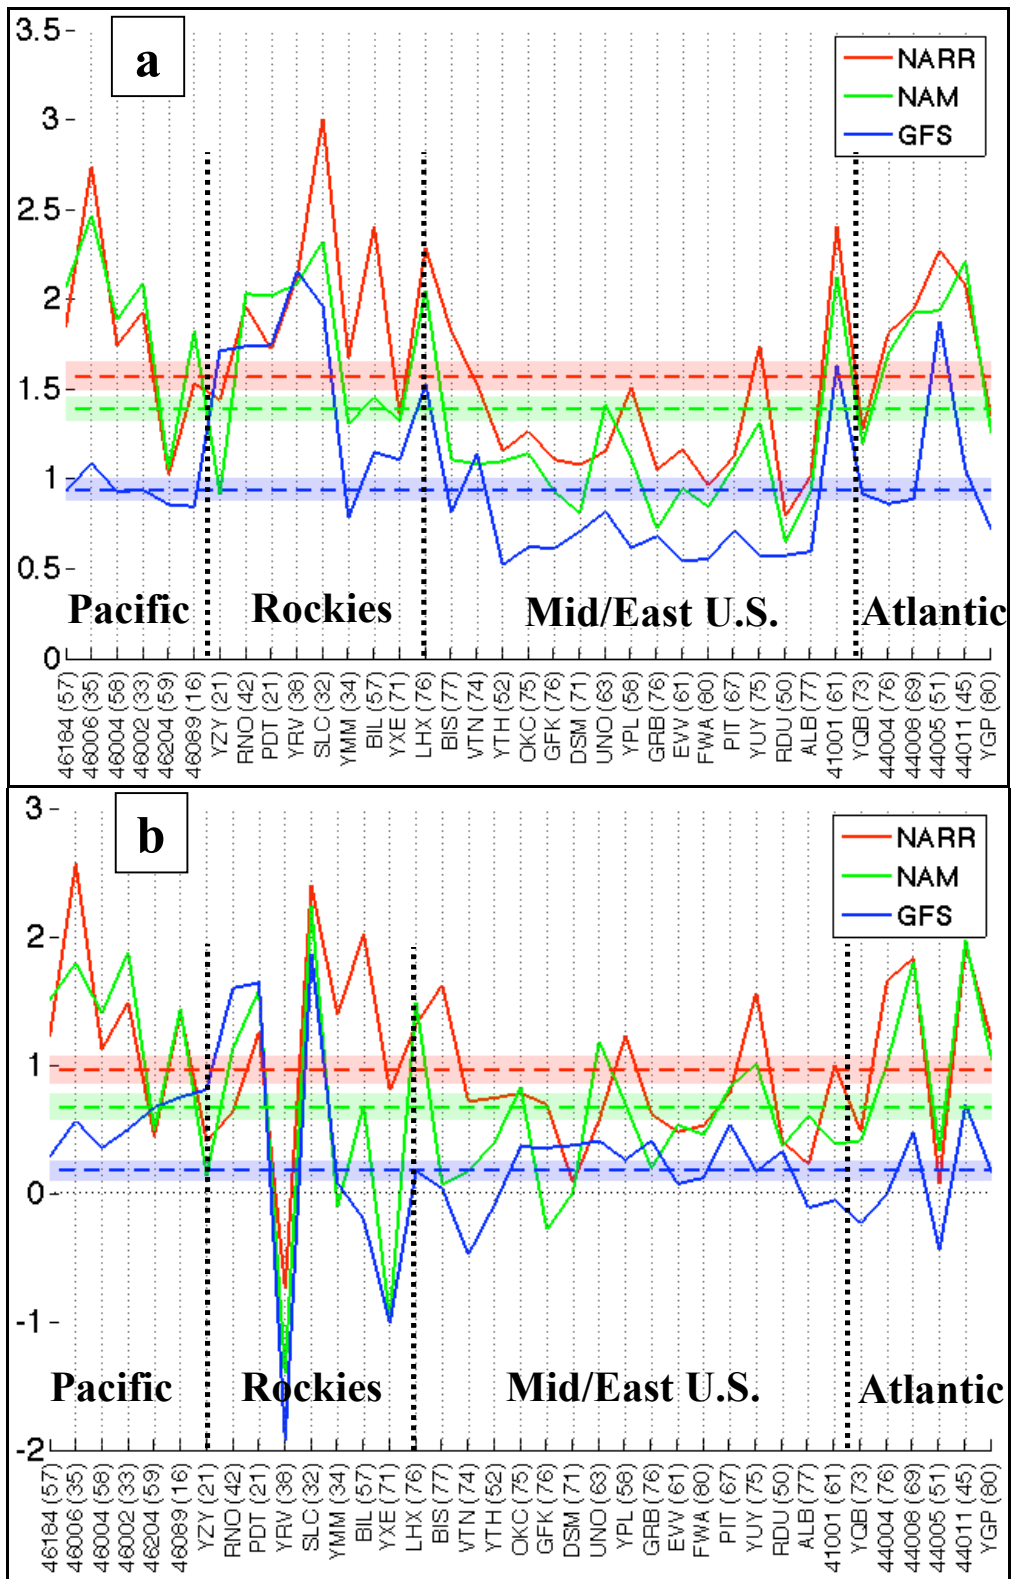 a
3.5
3
2.5
2
1.5
1
0.5
0
NARR
NAM
GFS
Pacific
Rockies
Mid/East U.S.
Atlantic
46184 (57)
46006 (35)
46004 (58)
46002 (33)
46204 (59)
46089 (16)
YZY (21)
RNO (42)
PDT (21)
YRV (38)
SLC (32)
YMM (34)
BIL (57)
YXE (71)
LHX (76)
BIS (77)
VTN (74)
YTH (52)
OKC (75)
GFK (76)
DSM (71)
UNO (63)
YPL (58)
GRB (76)
EVV (61)
FWA (80)
PIT (67)
YUY (75)
RDU (50)
ALB (77)
41001 (61)
YQB (73)
44004 (76)
44008 (69)
44005 (51)
44011 (45)
YGP (80)
b
3
2
1
0
-1
-2
NARR
NAM
GFS
Pacific
Rockies
Mid/East U.S.
Atlantic
46184 (57)
46006 (35)
46004 (58)
46002 (33)
46204 (59)
46089 (16)
YZY (21)
RNO (42)
PDT (21)
YRV (38)
SLC (32)
YMM (34)
BIL (57)
YXE (71)
LHX (76)
BIS (77)
VTN (74)
YTH (52)
OKC (75)
GFK (76)
DSM (71)
UNO (63)
YPL (58)
GRB (76)
EVV (61)
FWA (80)
PIT (67)
YUY (75)
RDU (50)
ALB (77)
41001 (61)
YQB (73)
44004 (76)
44008 (69)
44005 (51)
44011 (45)
YGP (80)